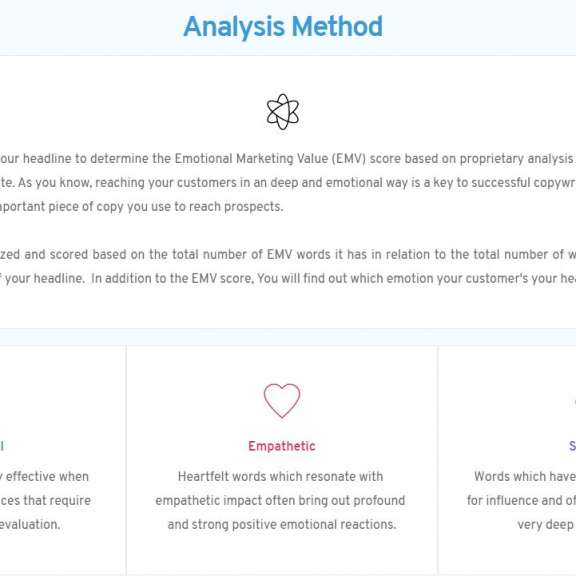 Analysis Method
our headline to determine the Emotional Marketing Value (EMV) score based on proprietary analysis
te. As you know, reaching your customers in an deep and emotional way is a key to successful copywr
portant piece of copy you use to reach prospects.
zed and scored based on the total number of EMV words it has in relation to the total number of w
f your headline. In addition to the EMV score, You will find out which emotion your customer's your hea
l
y effective when
ces that require
evaluation.
Empathetic
Heartfelt words which resonate with
empathetic impact often bring out profound
and strong positive emotional reactions.
S
Words which have
for influence and of
very deep